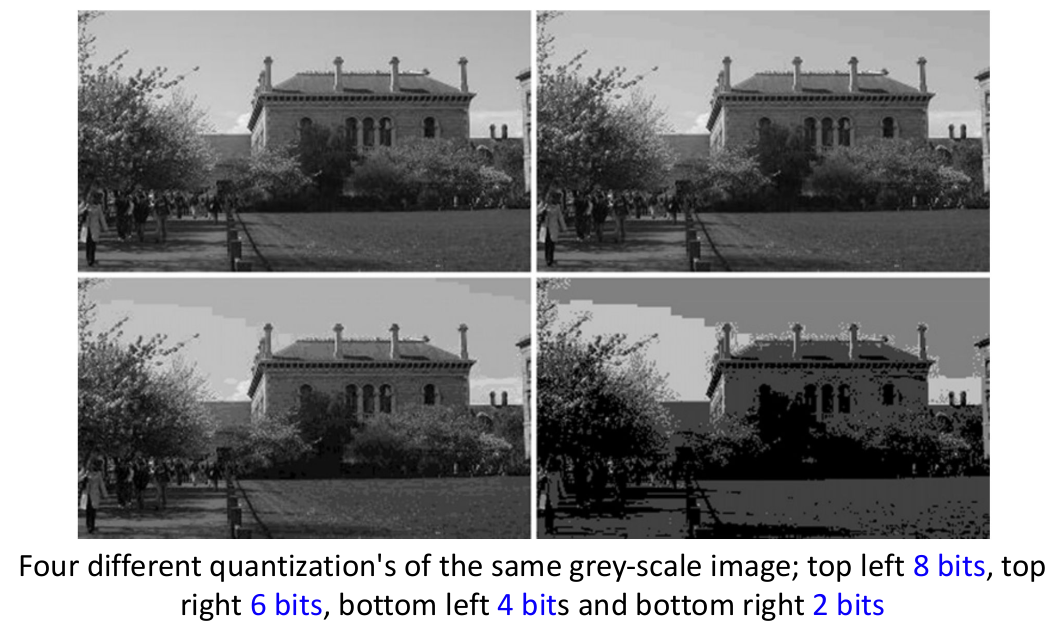 Four different quantization's of the same grey-scale image; top left 8 bits, top
right 6 bits, bottom left 4 bits and bottom right 2 bits